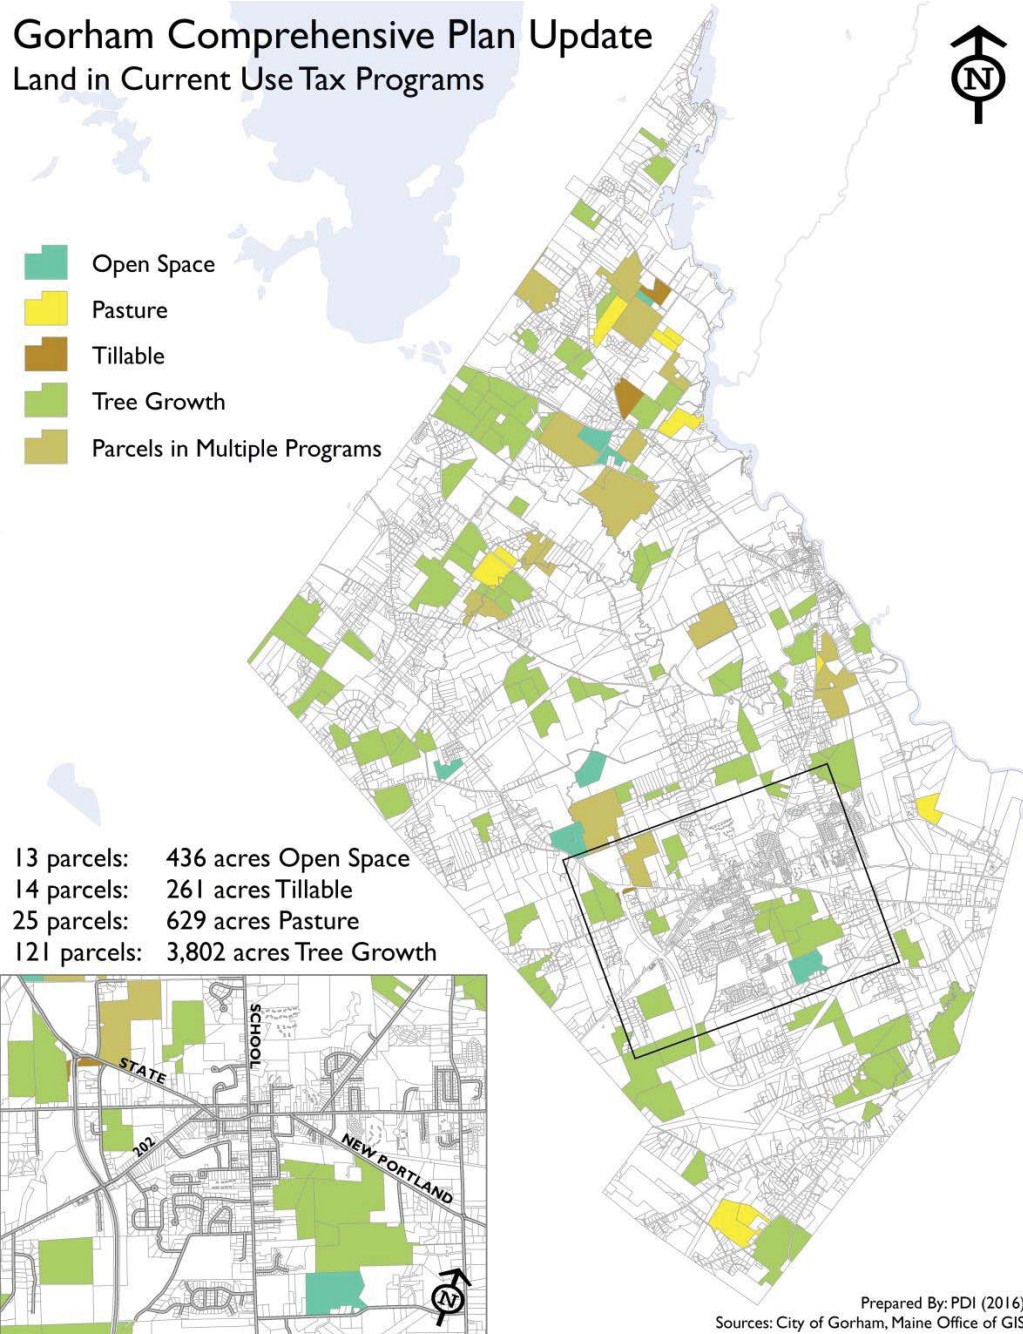 Gorham Comprehensive Plan Update
Land in Current Use Tax Programs
N
Open Space
Pasture
Tillable
Tree Growth
Parcels in Multiple Programs
13 parcels: 436 acres Open Space
14 parcels: 261 acres Tillable
25 parcels: 629 acres Pasture
121 parcels: 3,802 acres Tree Growth
SCHOOL
STATE
202
NEW PORTLAND
N
Prepared By: PDI (2016)
Sources: City of Gorham, Maine Office of GIS